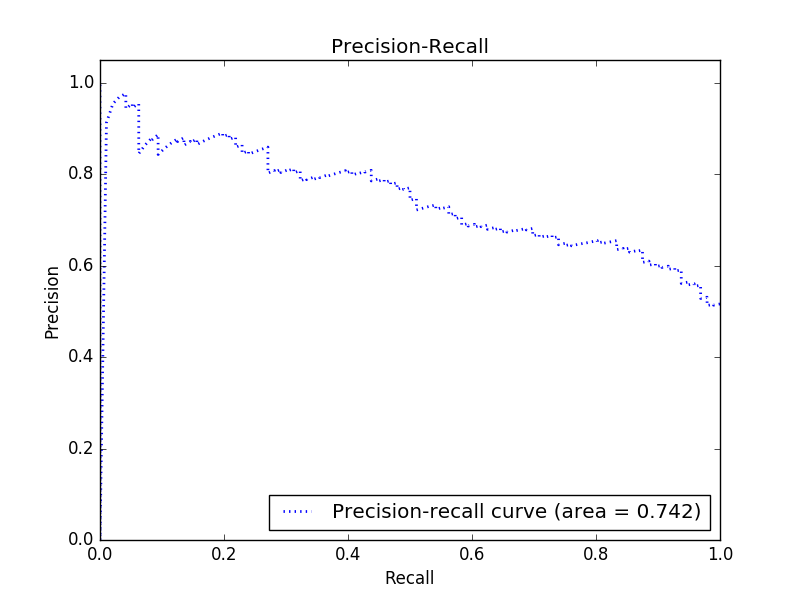 Precision-Recall
1.0
0.8
0.6
0.4
0.2
0.0
Precision
0.0 0.2 0.4 0.6 0.8 1.0
Recall
Precision-recall curve (area = 0.742)